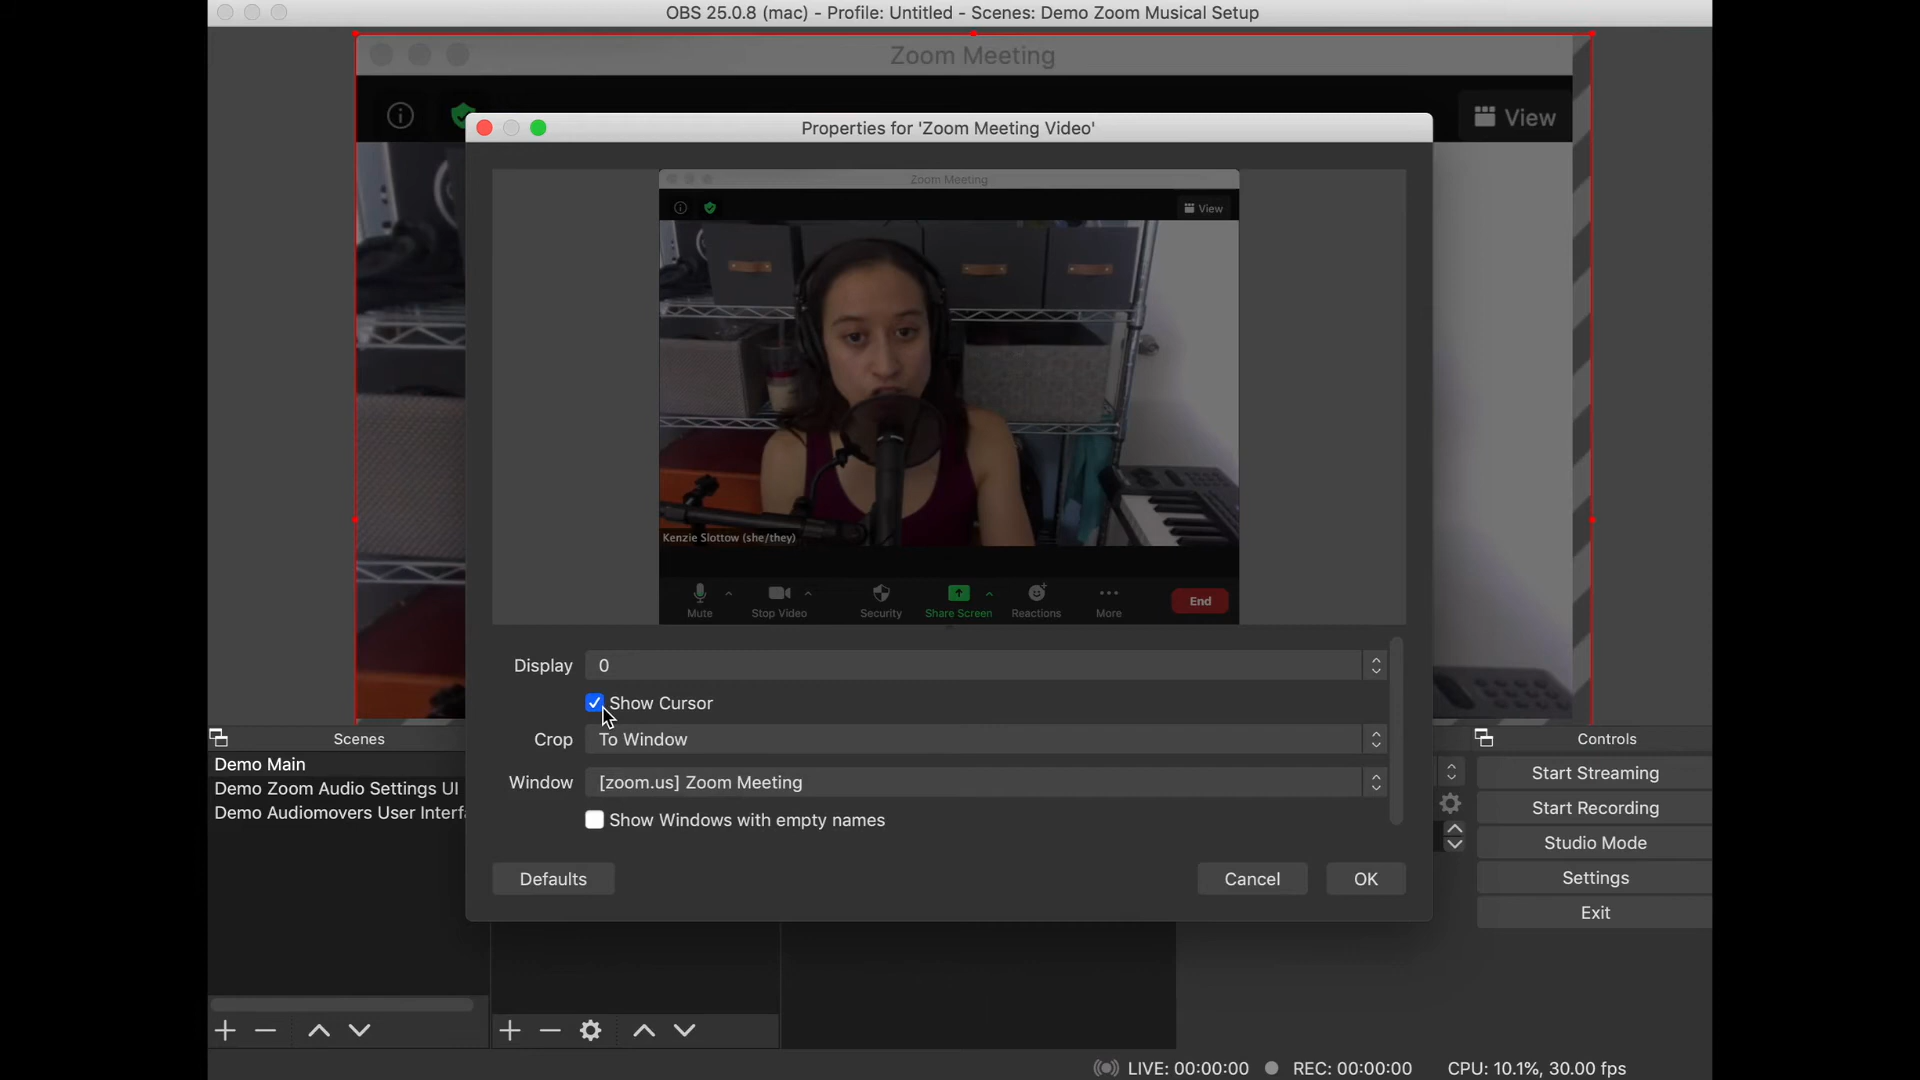 OBS 25.0.8 (mac) - Profile: Untitled - Scenes: Demo Zoom Musical Setup
Zoom Meeting
View
Properties for 'Zoom Meeting Video'
Zoom Meeting
View
Kenzie Slottow (she/they)
Mute
Stop Video
Security
Share Screen
Reactions
More
End
Display
0
Show Cursor
Crop
To Window
Window
[zoom.us] Zoom Meeting
Show Windows with empty names
Defaults
Cancel
OK
Scenes
Demo Main
Demo Zoom Audio Settings UI
Demo Audiomovers User Interf
Controls
Start Streaming
Start Recording
Studio Mode
Settings
Exit
LIVE: 00:00:00
REC: 00:00:00
CPU: 10.1%, 30.00 fps